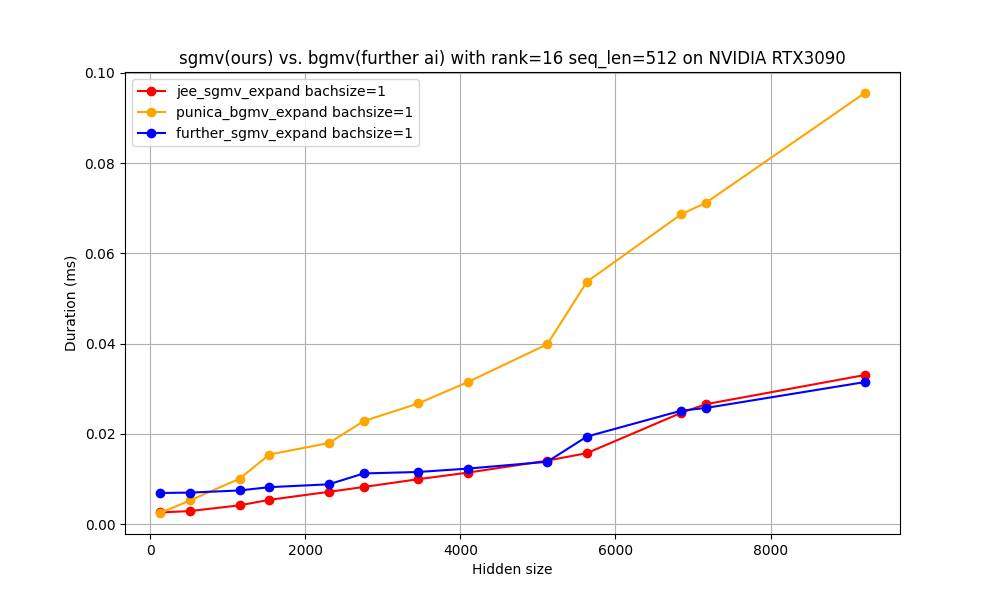 sgmv(ours) vs. bgmv(further ai) with rank=16 seq_len=512 on NVIDIA RTX3090
jee_sgmv_expand bachsize=1
punica_bgmv_expand bachsize=1
further_sgmv_expand bachsize=1
Duration (ms)
0.10
0.08
0.06
0.04
0.02
0.00
0 2000 4000 6000 8000
Hidden size